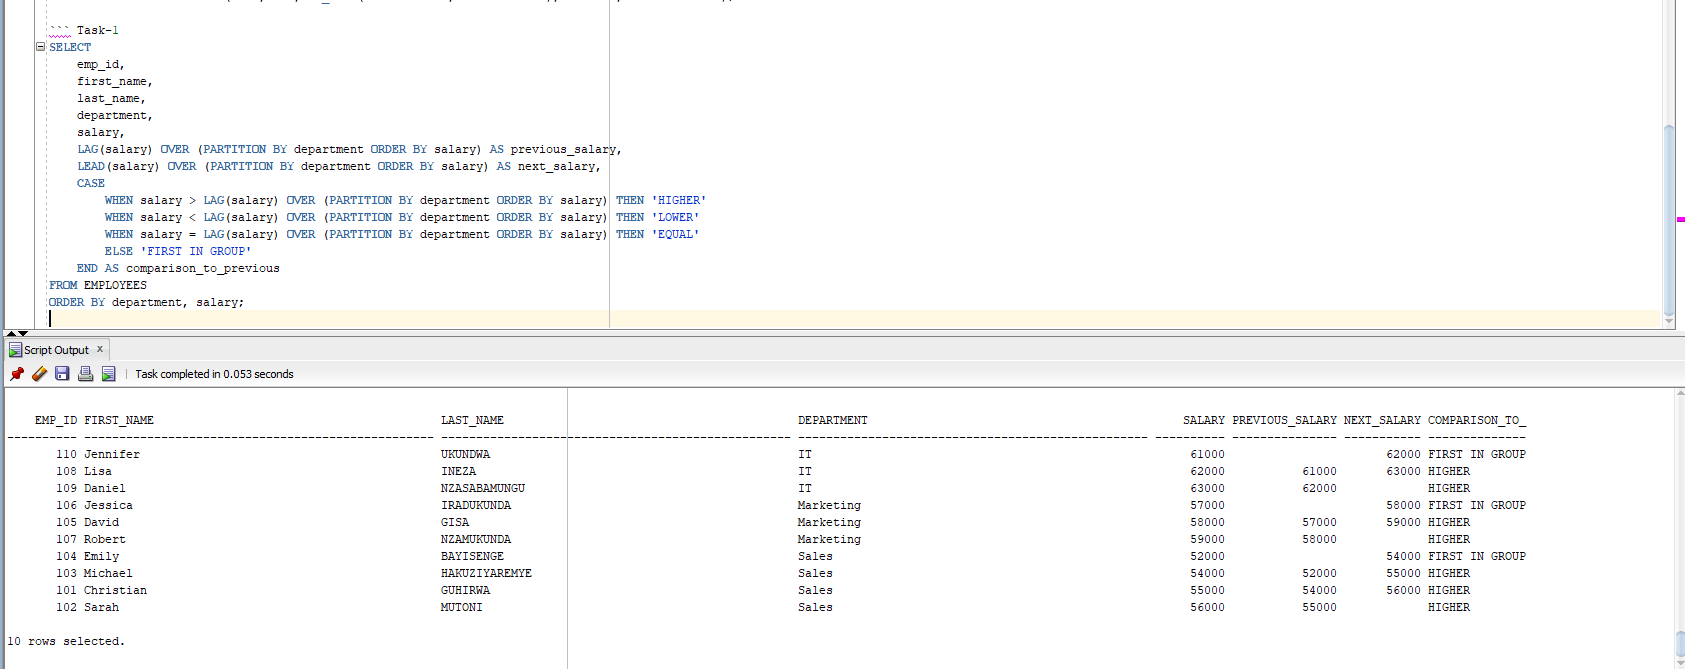 ``` Task-1
SELECT
emp_id,
first_name,
last_name,
department,
salary,
LAG(salary) OVER (PARTITION BY department ORDER BY salary) AS previous_salary,
LEAD(salary) OVER (PARTITION BY department ORDER BY salary) AS next_salary,
CASE
WHEN salary > LAG(salary) OVER (PARTITION BY department ORDER BY salary) THEN 'HIGHER'
WHEN salary < LAG(salary) OVER (PARTITION BY department ORDER BY salary) THEN 'LOWER'
WHEN salary = LAG(salary) OVER (PARTITION BY department ORDER BY salary) THEN 'EQUAL'
ELSE 'FIRST IN GROUP'
END AS comparison_to_previous
FROM EMPLOYEES
ORDER BY department, salary;
Script Output x
Task completed in 0.053 seconds
EMP_ID FIRST_NAME LAST_NAME DEPARTMENT SALARY PREVIOUS_SALARY NEXT_SALARY COMPARISON_TO_
110 Jennifer UKUNDWA IT 61000 62000 FIRST IN GROUP
108 Lisa INEZA IT 62000 61000 63000 HIGHER
109 Daniel NZASABAMUNGU IT 63000 62000 HIGHER
106 Jessica IRADUKUNDA Marketing 57000 58000 FIRST IN GROUP
105 David GISA Marketing 58000 57000 59000 HIGHER
107 Robert NZAMUKUNDA Marketing 59000 58000 HIGHER
104 Emily BAYISENGE Sales 52000 54000 FIRST IN GROUP
103 Michael HAKUZIYAREMYE Sales 54000 52000 55000 HIGHER
101 Christian GUHIRWA Sales 55000 54000 56000 HIGHER
102 Sarah MUTONI Sales 56000 55000 HIGHER
10 rows selected.